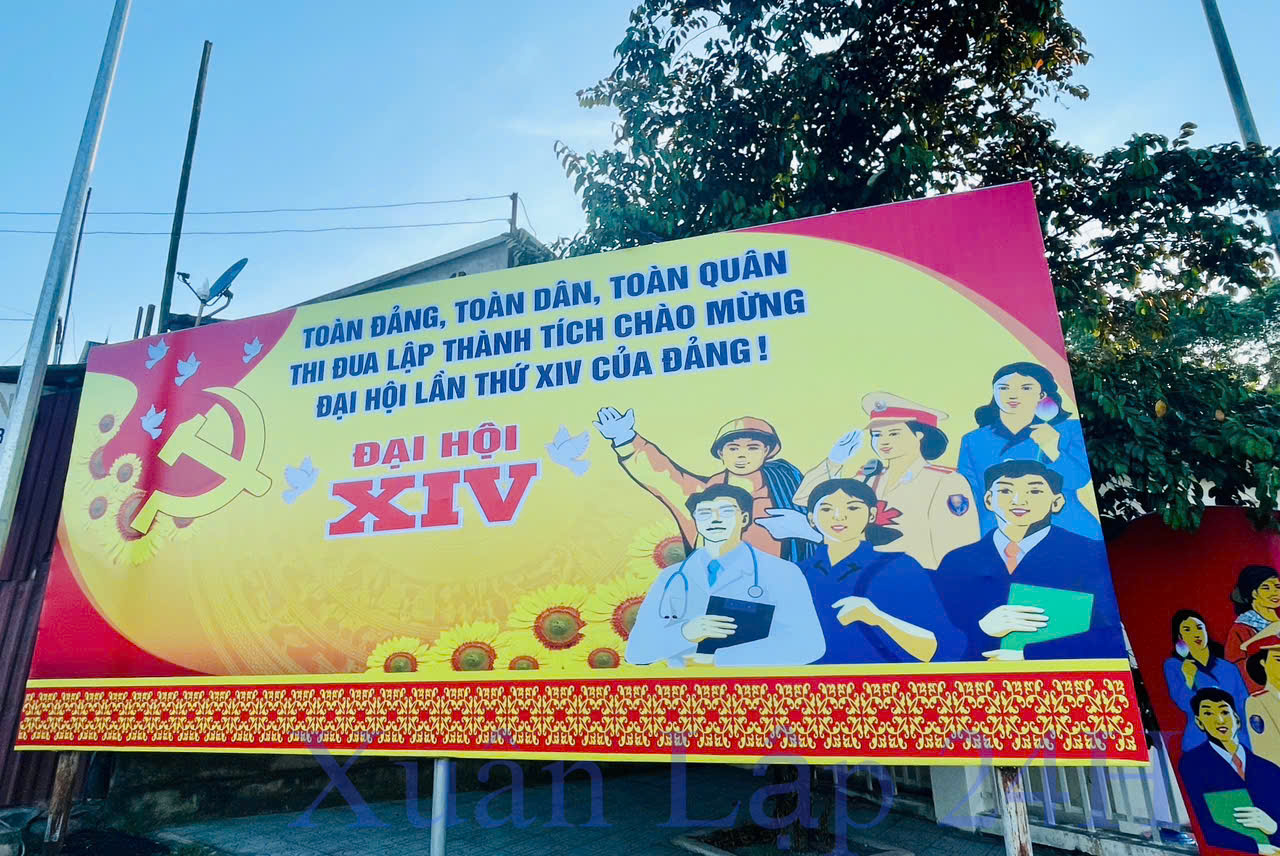 TOÀN ĐẢNG, TOÀN DÂN, TOÀN QUÂN
THI ĐUA LẬP THÀNH TÍCH CHÀO MỪNG
ĐẠI HỘI LẦN THỨ XIV CỦA ĐẢNG !
ĐẠI HỘI
XIV
Xuân Lập 24H